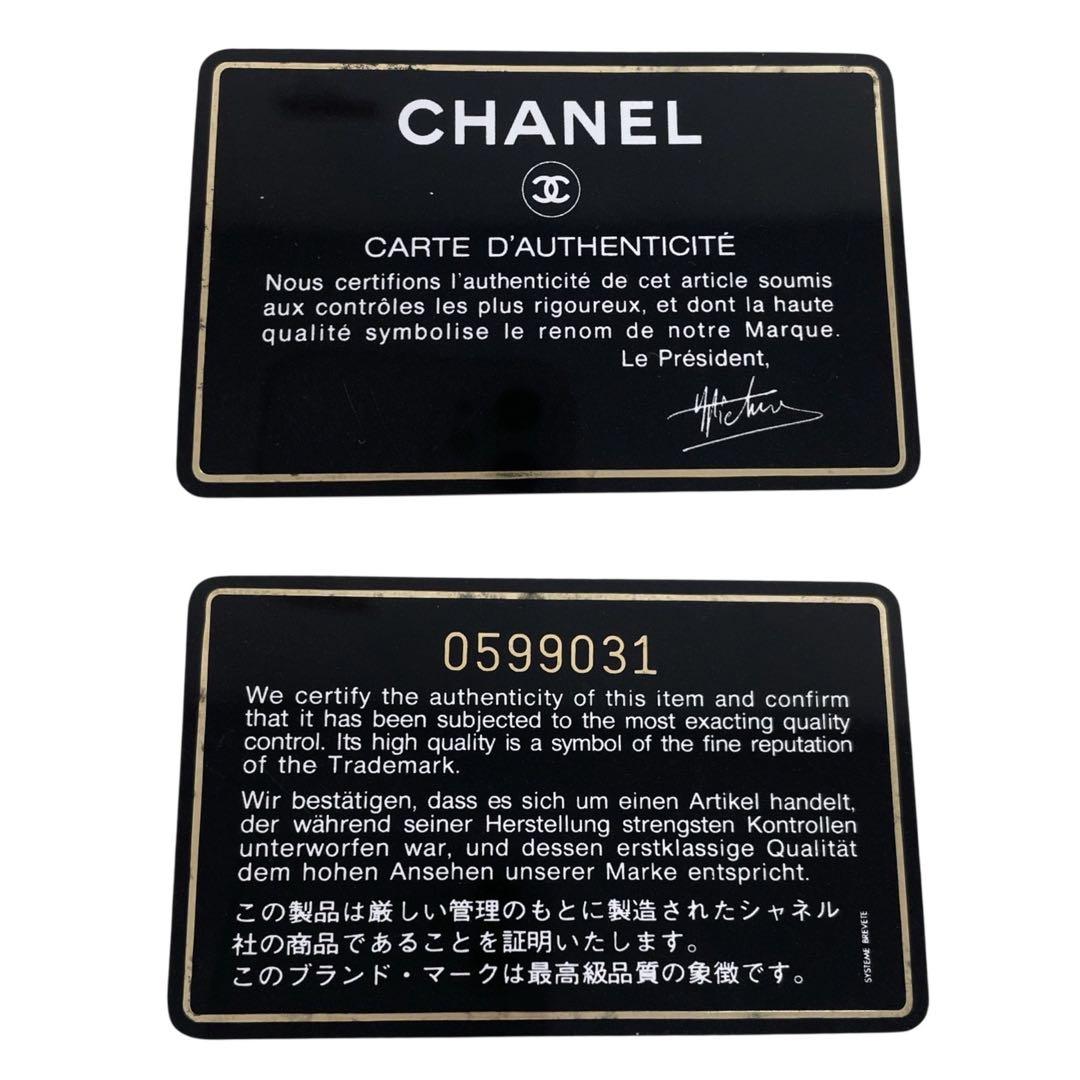 CHANEL
CARTE D'AUTHENTICITÉ
Nous certifions l'authenticité de cet article soumis
aux contrôles les plus rigoureux, et dont la haute
qualité symbolise le renom de notre Marque.
Le Président,
0599031
We certify the authenticity of this item and confirm
that it has been subjected to the most exacting quality
control. Its high quality is a symbol of the fine reputation
of the Trademark.
Wir bestätigen, dass es sich um einen Artikel handelt,
der während seiner Herstellung strengsten Kontrollen
unterworfen war, und dessen erstklassige Qualität
dem hohen Ansehen unserer Marke entspricht.
この製品は厳しい管理のもとに製造されたシャネル
社の商品であることを証明いたします。
このブランド・マークは最高級品質の象徴です。
SYSTEME BREVETE